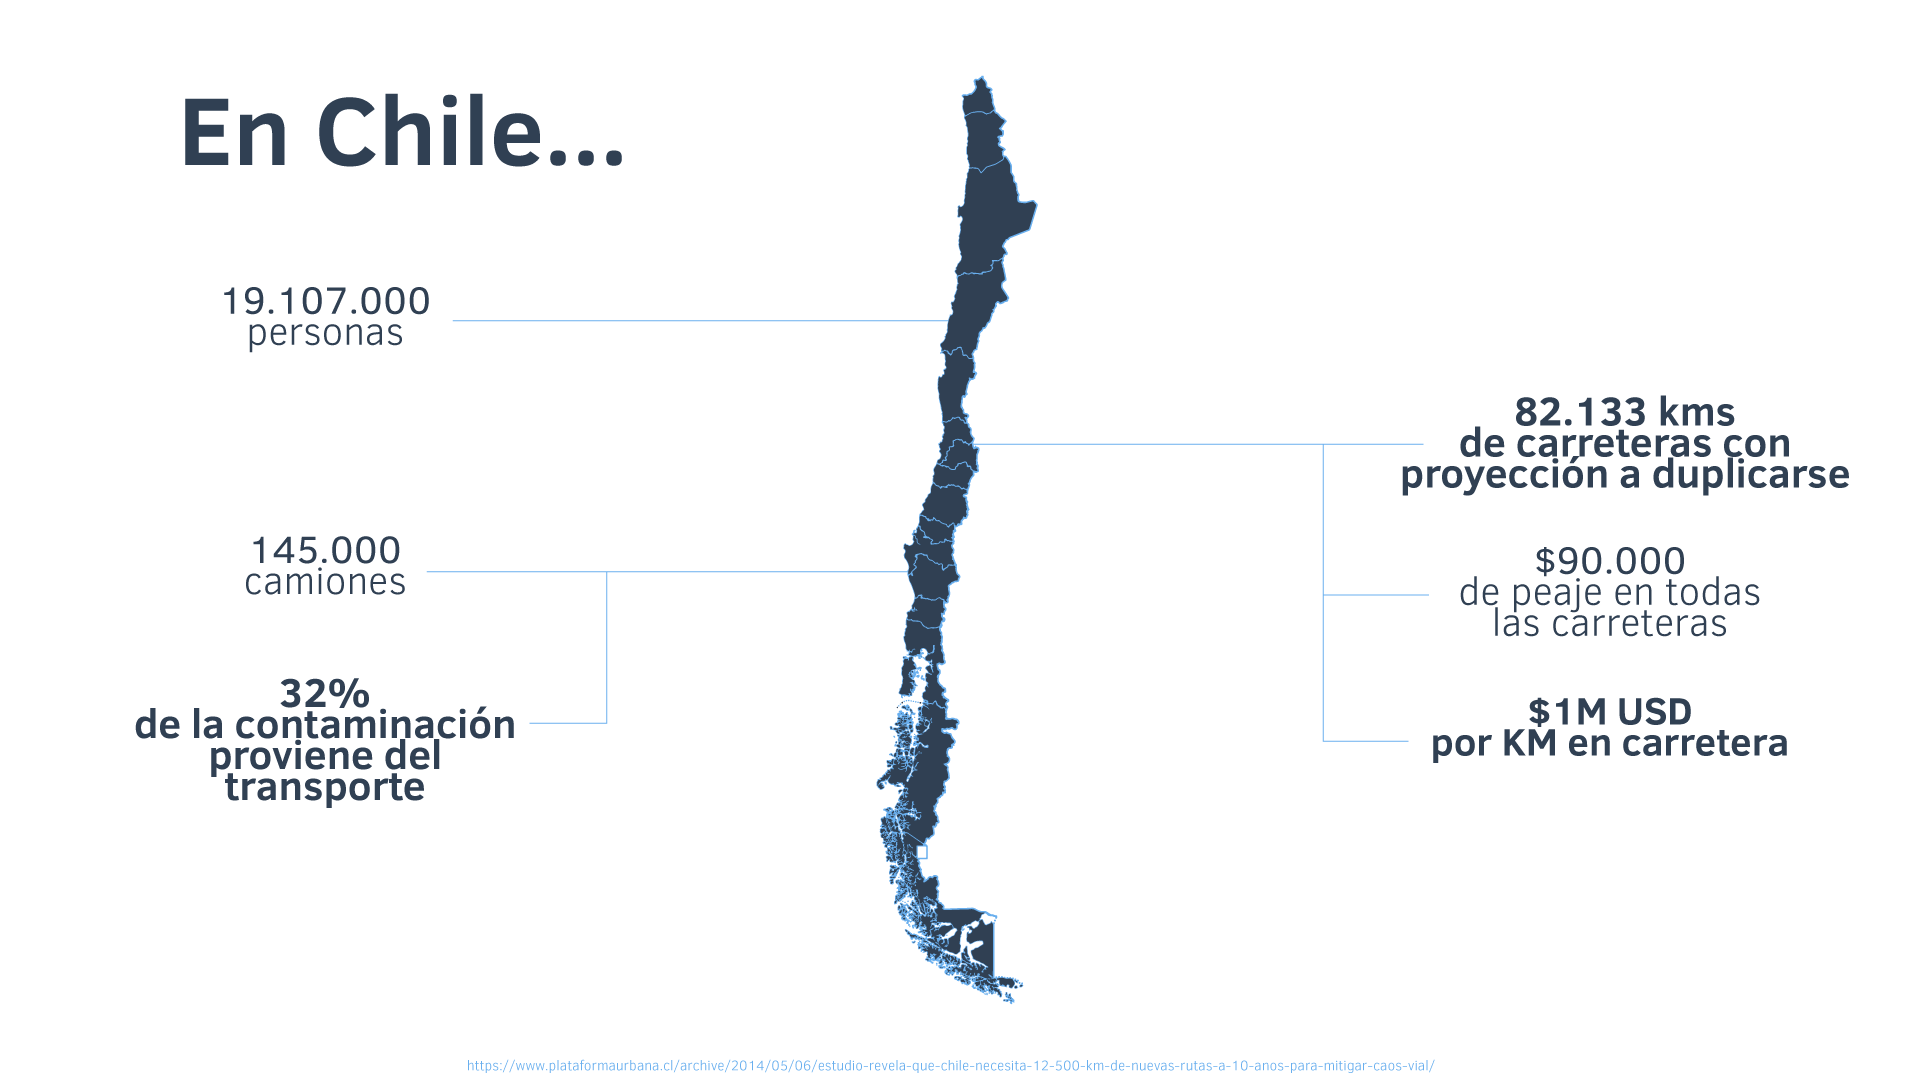 En Chile...
19.107.000
personas
145.000
camiones
32%
de la contaminación
proviene del
transporte
82.133 kms
de carreteras con
proyección a duplicarse
$90.000
de peaje en todas
las carreteras
$1M USD
por KM en carretera
https://www.plataformaurbana.cl/archive/2014/05/06/estudio-revela-que-chile-necesita-12-500-km-de-nuevas-rutas-a-10-anos-para-mitigar-caos-vial/